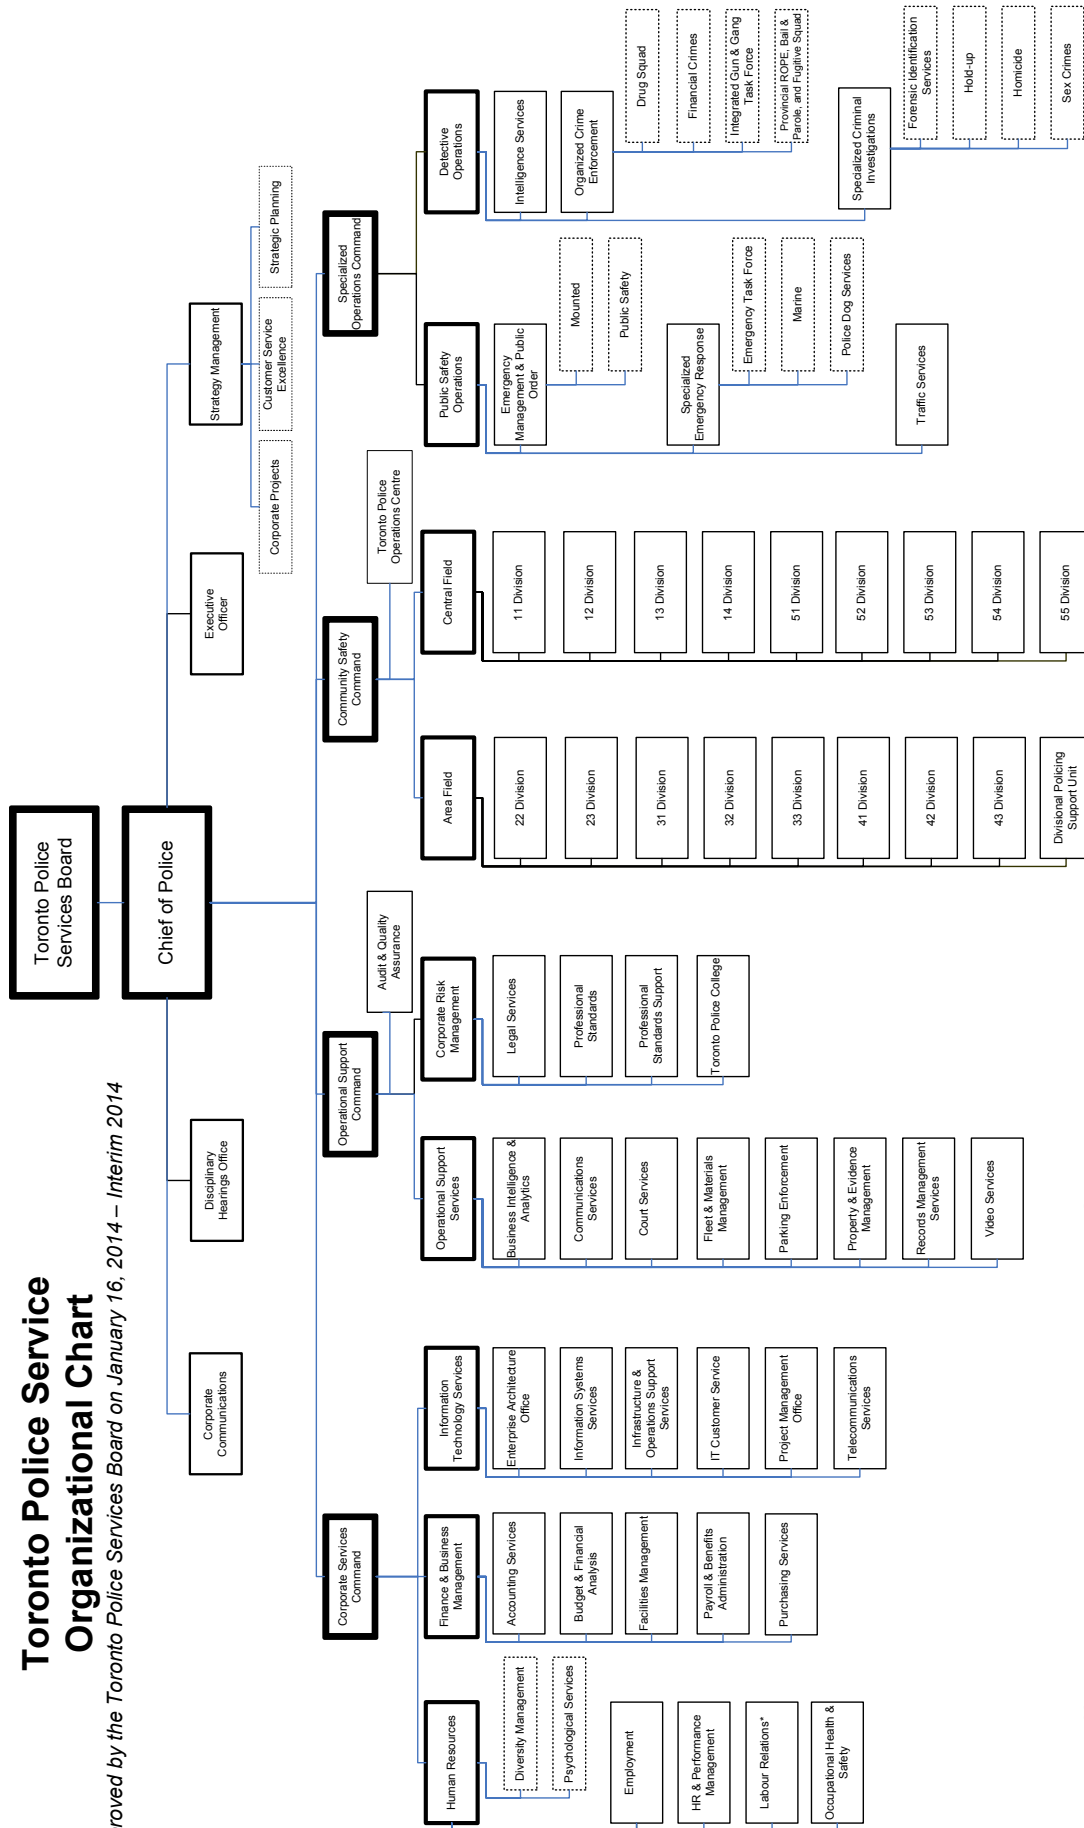 Toronto Police Service
Organizational Chart
roved by the Toronto Police Services Board on January 16, 2014 – Interim 2014
Toronto Police
Services Board
Chief of Police
Corporate
Communications
Disciplinary
Hearings Office
Executive
Officer
Strategy Management
Corporate Projects
Customer Service
Excellence
Strategic Planning
Corporate Services
Command
Human Resources
Diversity Management
Psychological Services
Employment
HR & Performance
Management
Labour Relations*
Occupational Health &
Safety
Finance & Business
Management
Accounting Services
Budget & Financial
Analysis
Facilities Management
Payroll & Benefits
Administration
Purchasing Services
Information
Technology Services
Enterprise Architecture
Office
Information Systems
Services
Infrastructure &
Operations Support
Services
IT Customer Service
Project Management
Office
Telecommunications
Services
Operational Support
Command
Audit & Quality
Assurance
Operational Support
Services
Business Intelligence &
Analytics
Communications
Services
Court Services
Fleet & Materials
Management
Parking Enforcement
Property & Evidence
Management
Records Management
Services
Video Services
Corporate Risk
Management
Legal Services
Professional
Standards
Professional
Standards Support
Toronto Police College
Community Safety
Command
Toronto Police
Operations Centre
Area Field
22 Division
23 Division
31 Division
32 Division
33 Division
41 Division
42 Division
43 Division
Divisional Policing
Support Unit
Central Field
11 Division
12 Division
13 Division
14 Division
51 Division
52 Division
53 Division
54 Division
55 Division
Specialized
Operations Command
Public Safety
Operations
Emergency
Management & Public
Order
Mounted
Public Safety
Specialized
Emergency Response
Emergency Task Force
Marine
Police Dog Services
Traffic Services
Detective
Operations
Intelligence Services
Organized Crime
Enforcement
Drug Squad
Financial Crimes
Integrated Gun & Gang
Task Force
Provincial ROPE, Bail &
Parole, and Fugitive Squad
Specialized Criminal
Investigations
Forensic Identification
Services
Hold-up
Homicide
Sex Crimes